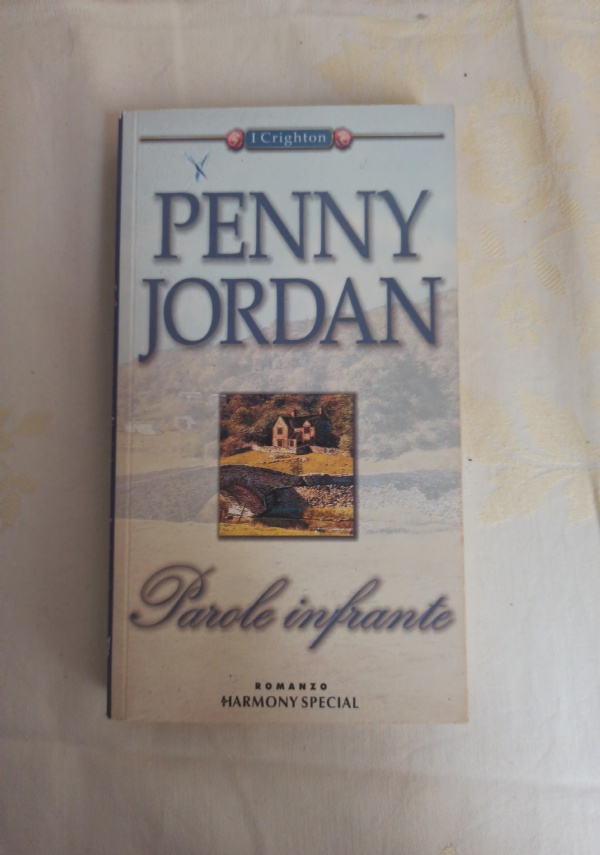 I Crighton
PENNY
JORDAN
Parole infrante
ROMANZO
HARMONY SPECIAL